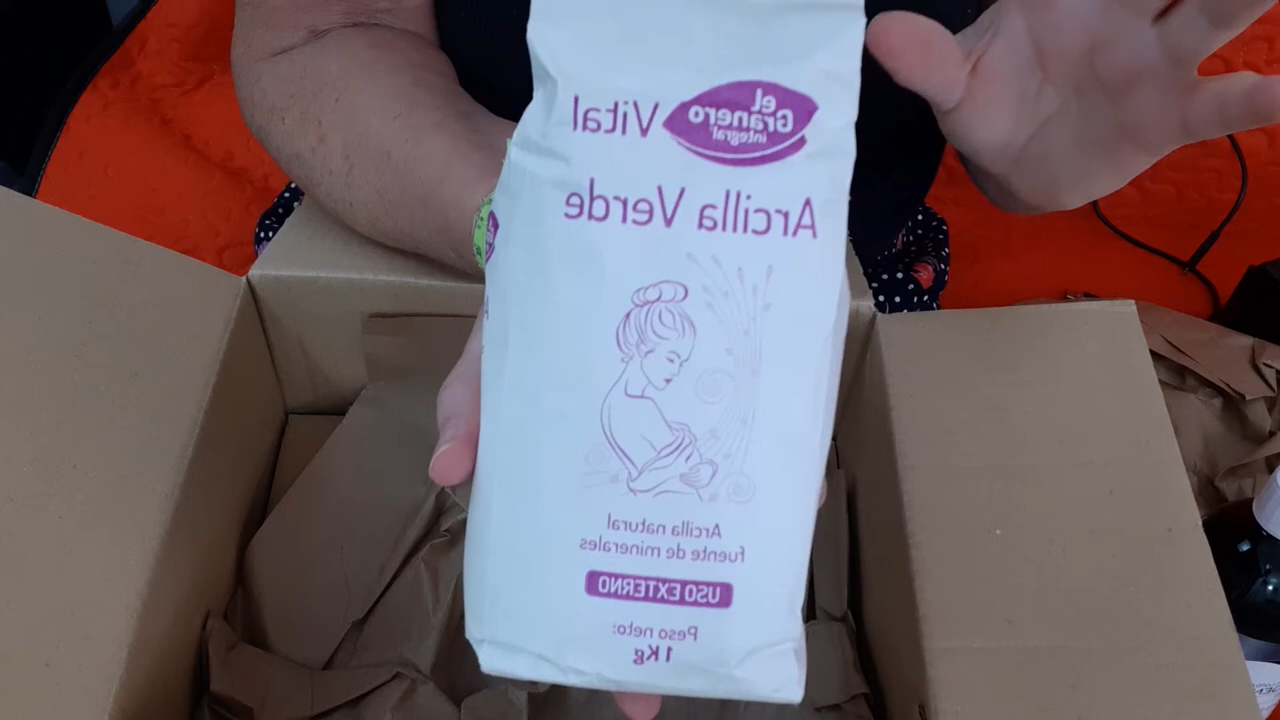 el
Granero
integral
Vital
Arcilla Verde
Arcilla natural
fuente de minerales
USO EXTERNO
Peso neto:
1 Kg